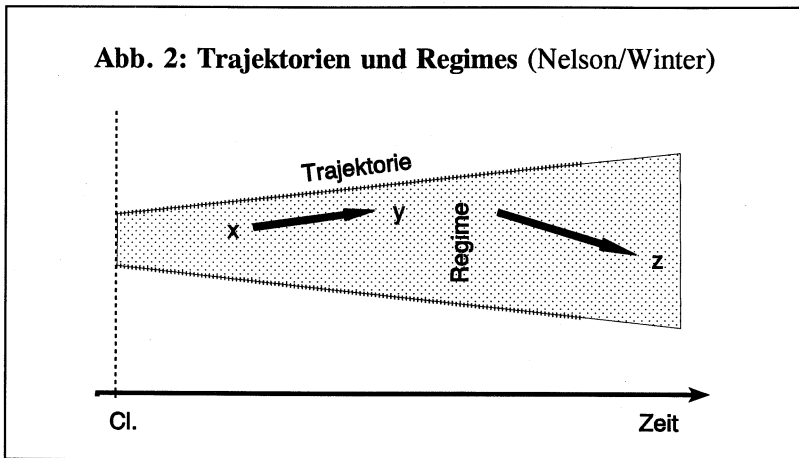 Abb. 2: Trajektorien und Regimes (Nelson/Winter)
Trajektorie
x
y
Regime
z
Cl.
Zeit